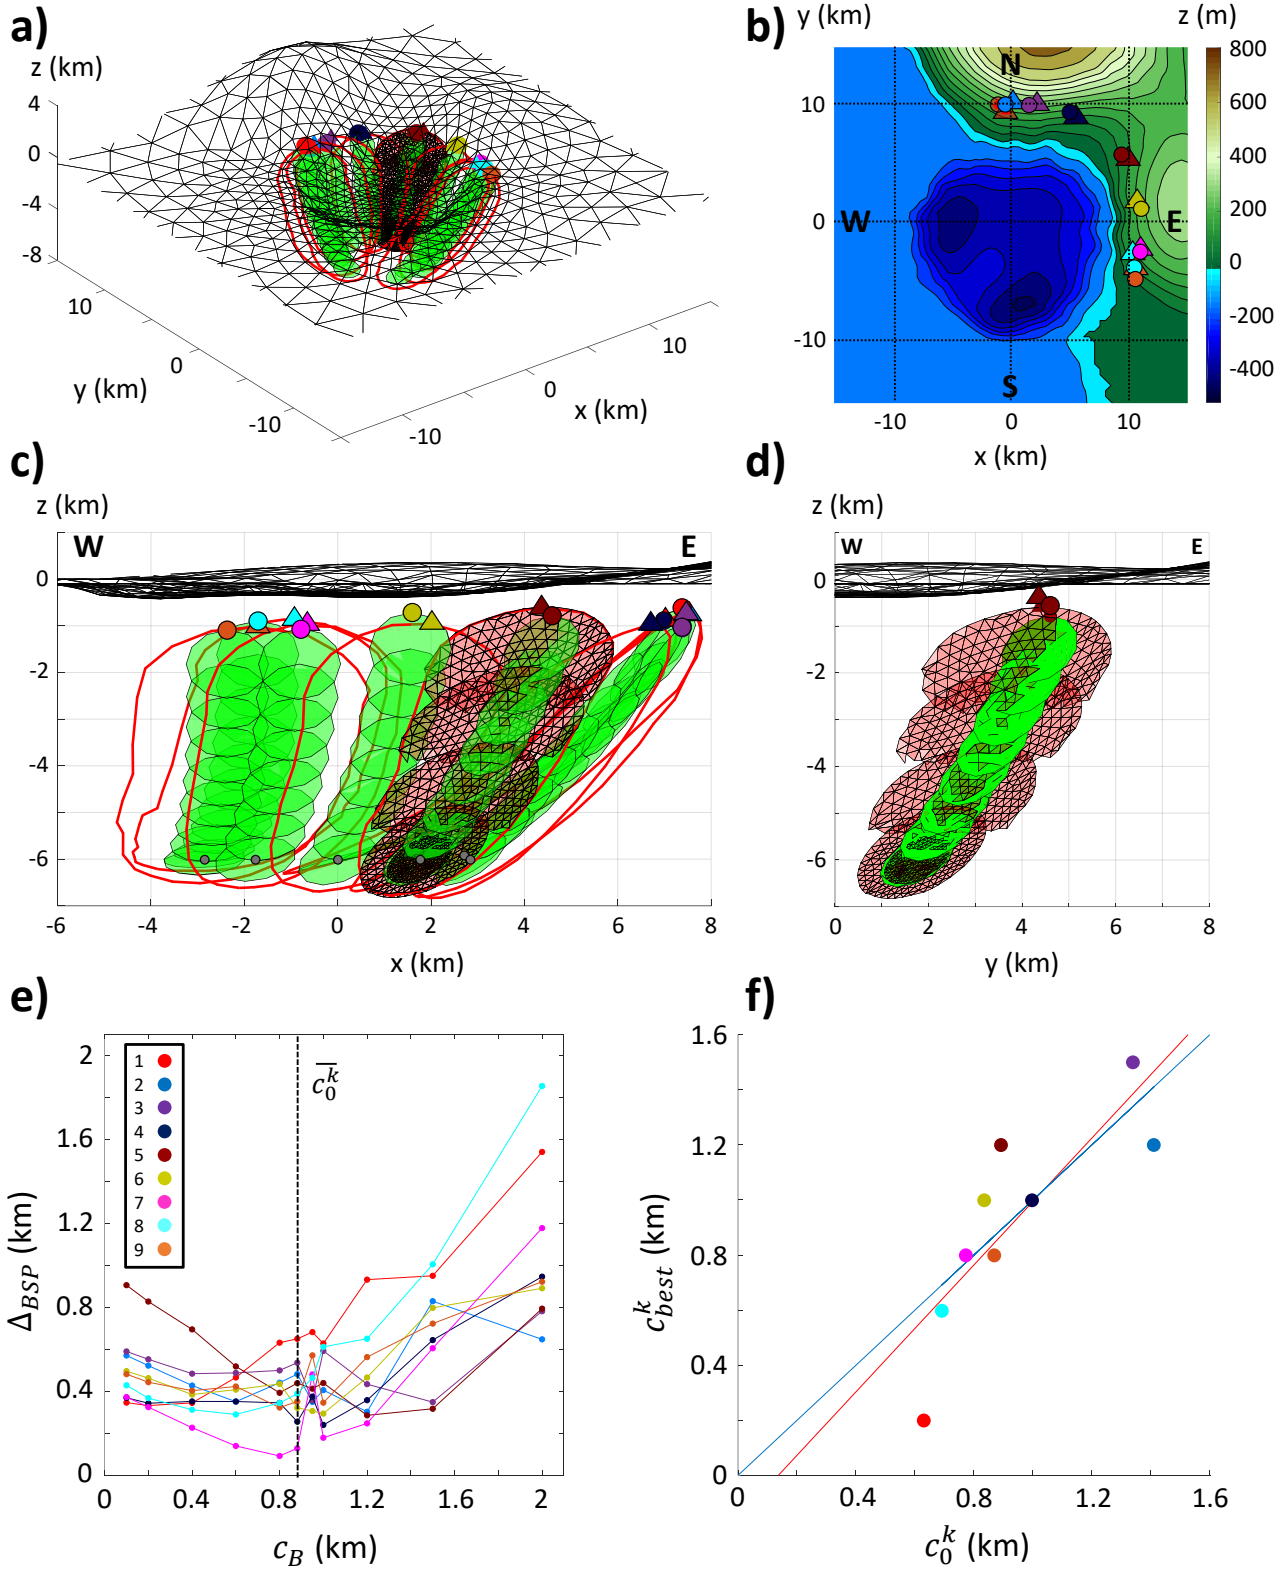 a)
z (km)
4
0
-4
-8
10
0
-10
y (km)
10
0
-10
x (km)
b)
y (km)
z (m)
N
W
E
S
10
0
-10
-10
0
10
x (km)
800
600
400
200
0
-200
-400
c)
z (km)
W
E
0
-2
-4
-6
-6
-4
-2
0
2
4
6
8
x (km)
d)
z (km)
W
E
0
-2
-4
-6
0
2
4
6
8
y (km)
e)
2
1.6
1.2
0.8
0.4
0
Δ_BSP (km)
1
2
3
4
5
6
7
8
9
c̅₀ᵏ
0
0.4
0.8
1.2
1.6
2
c_B (km)
f)
1.6
1.2
0.8
0.4
0
cᵏ_best (km)
0
0.4
0.8
1.2
1.6
c₀ᵏ (km)